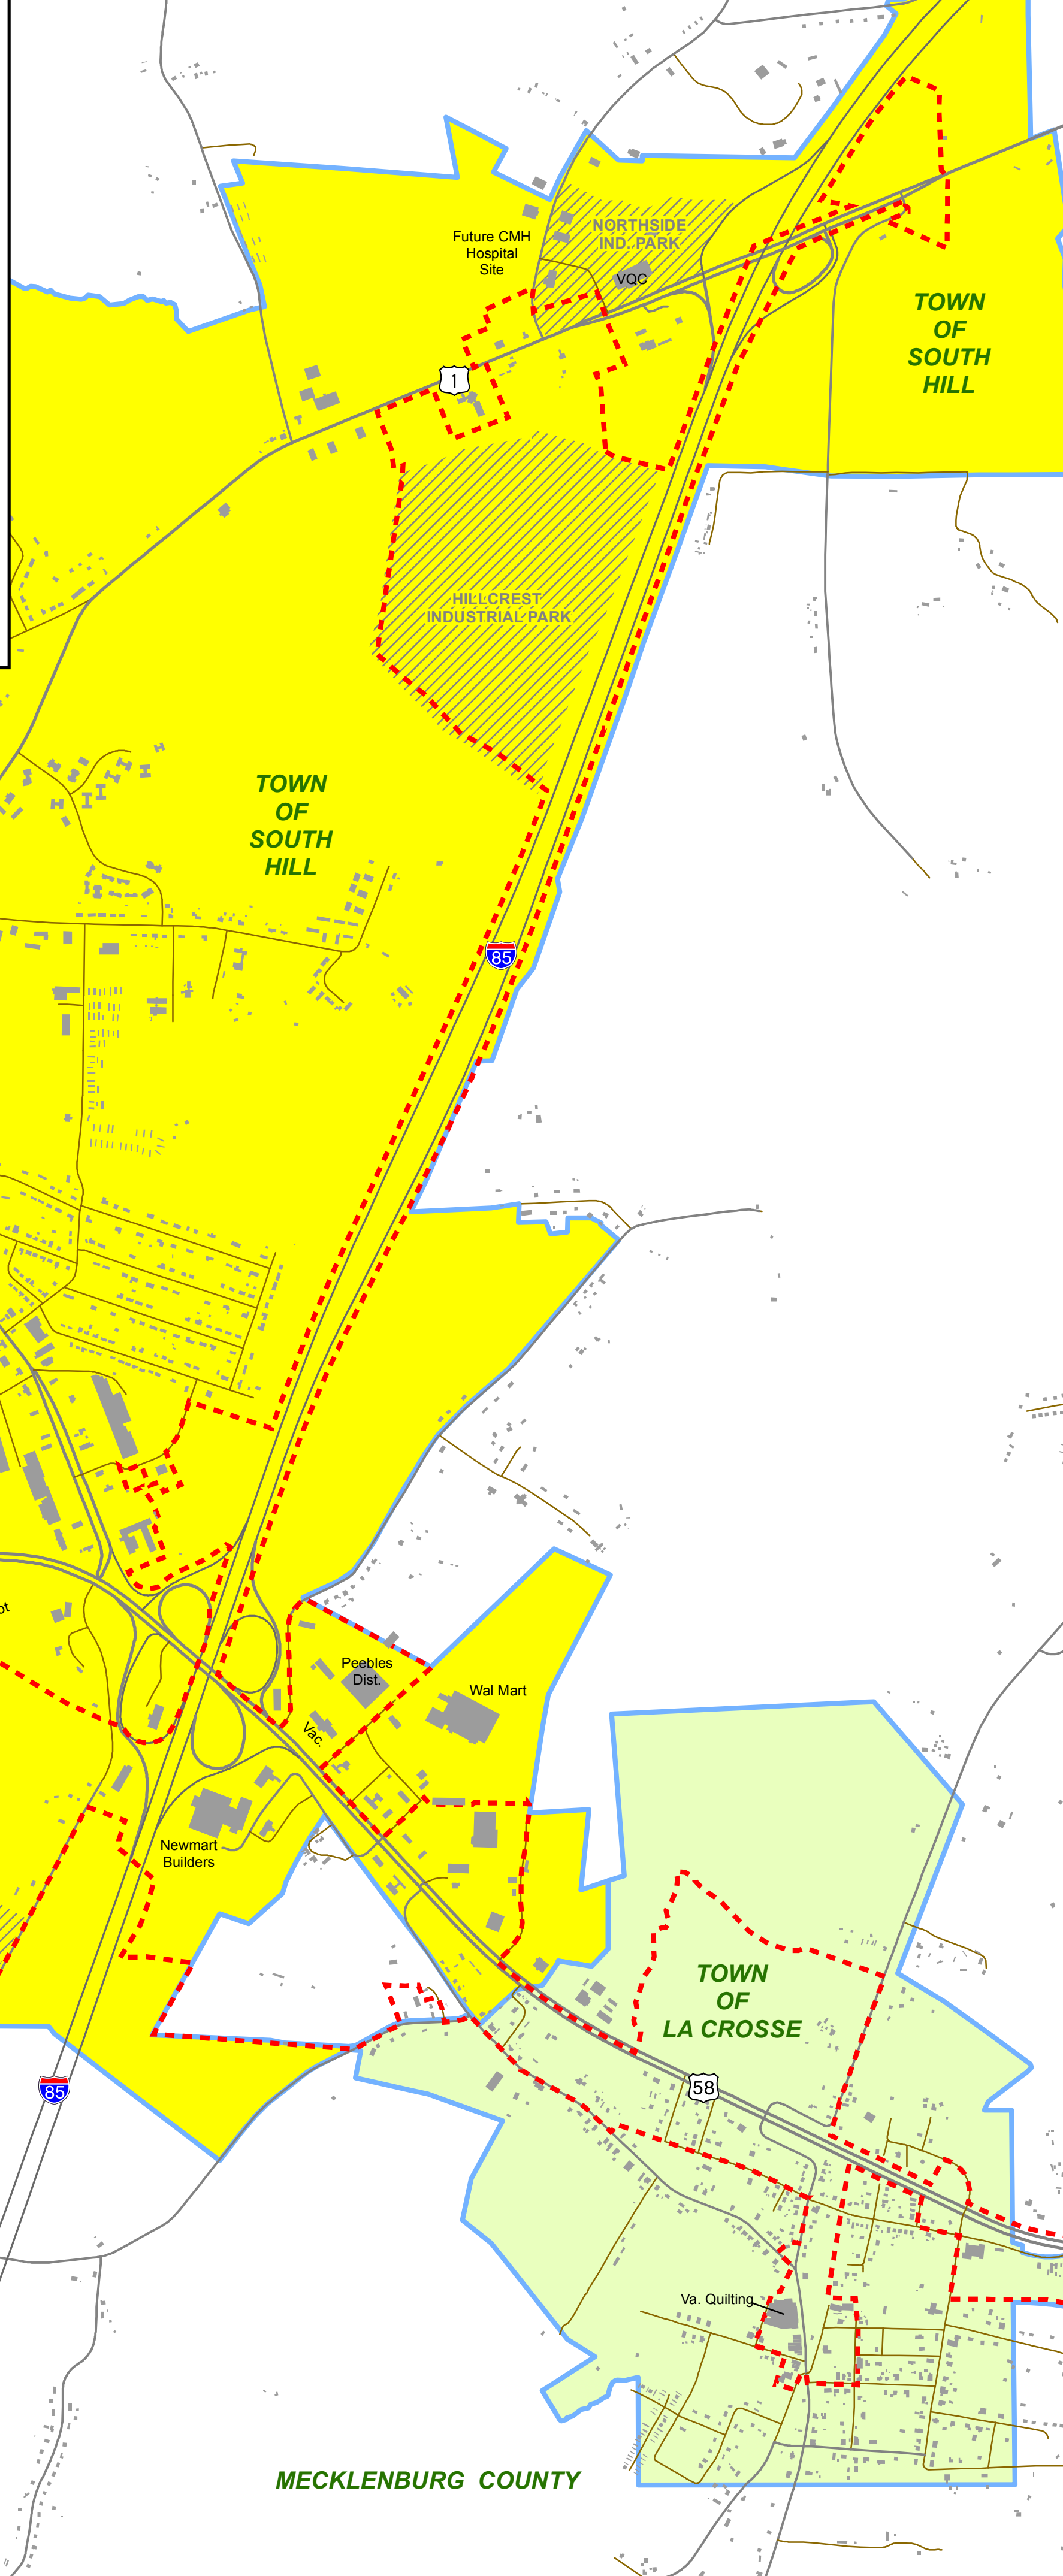 NORTHSIDE
IND. PARK
Future CMH
Hospital
Site
VQC
TOWN
OF
SOUTH
HILL
1
HILLCREST
INDUSTRIAL PARK
TOWN
OF
SOUTH
HILL
85
ot
Peebles
Dist.
Wal Mart
Vac.
Newmart
Builders
TOWN
OF
LA CROSSE
58
85
Va. Quilting
MECKLENBURG COUNTY